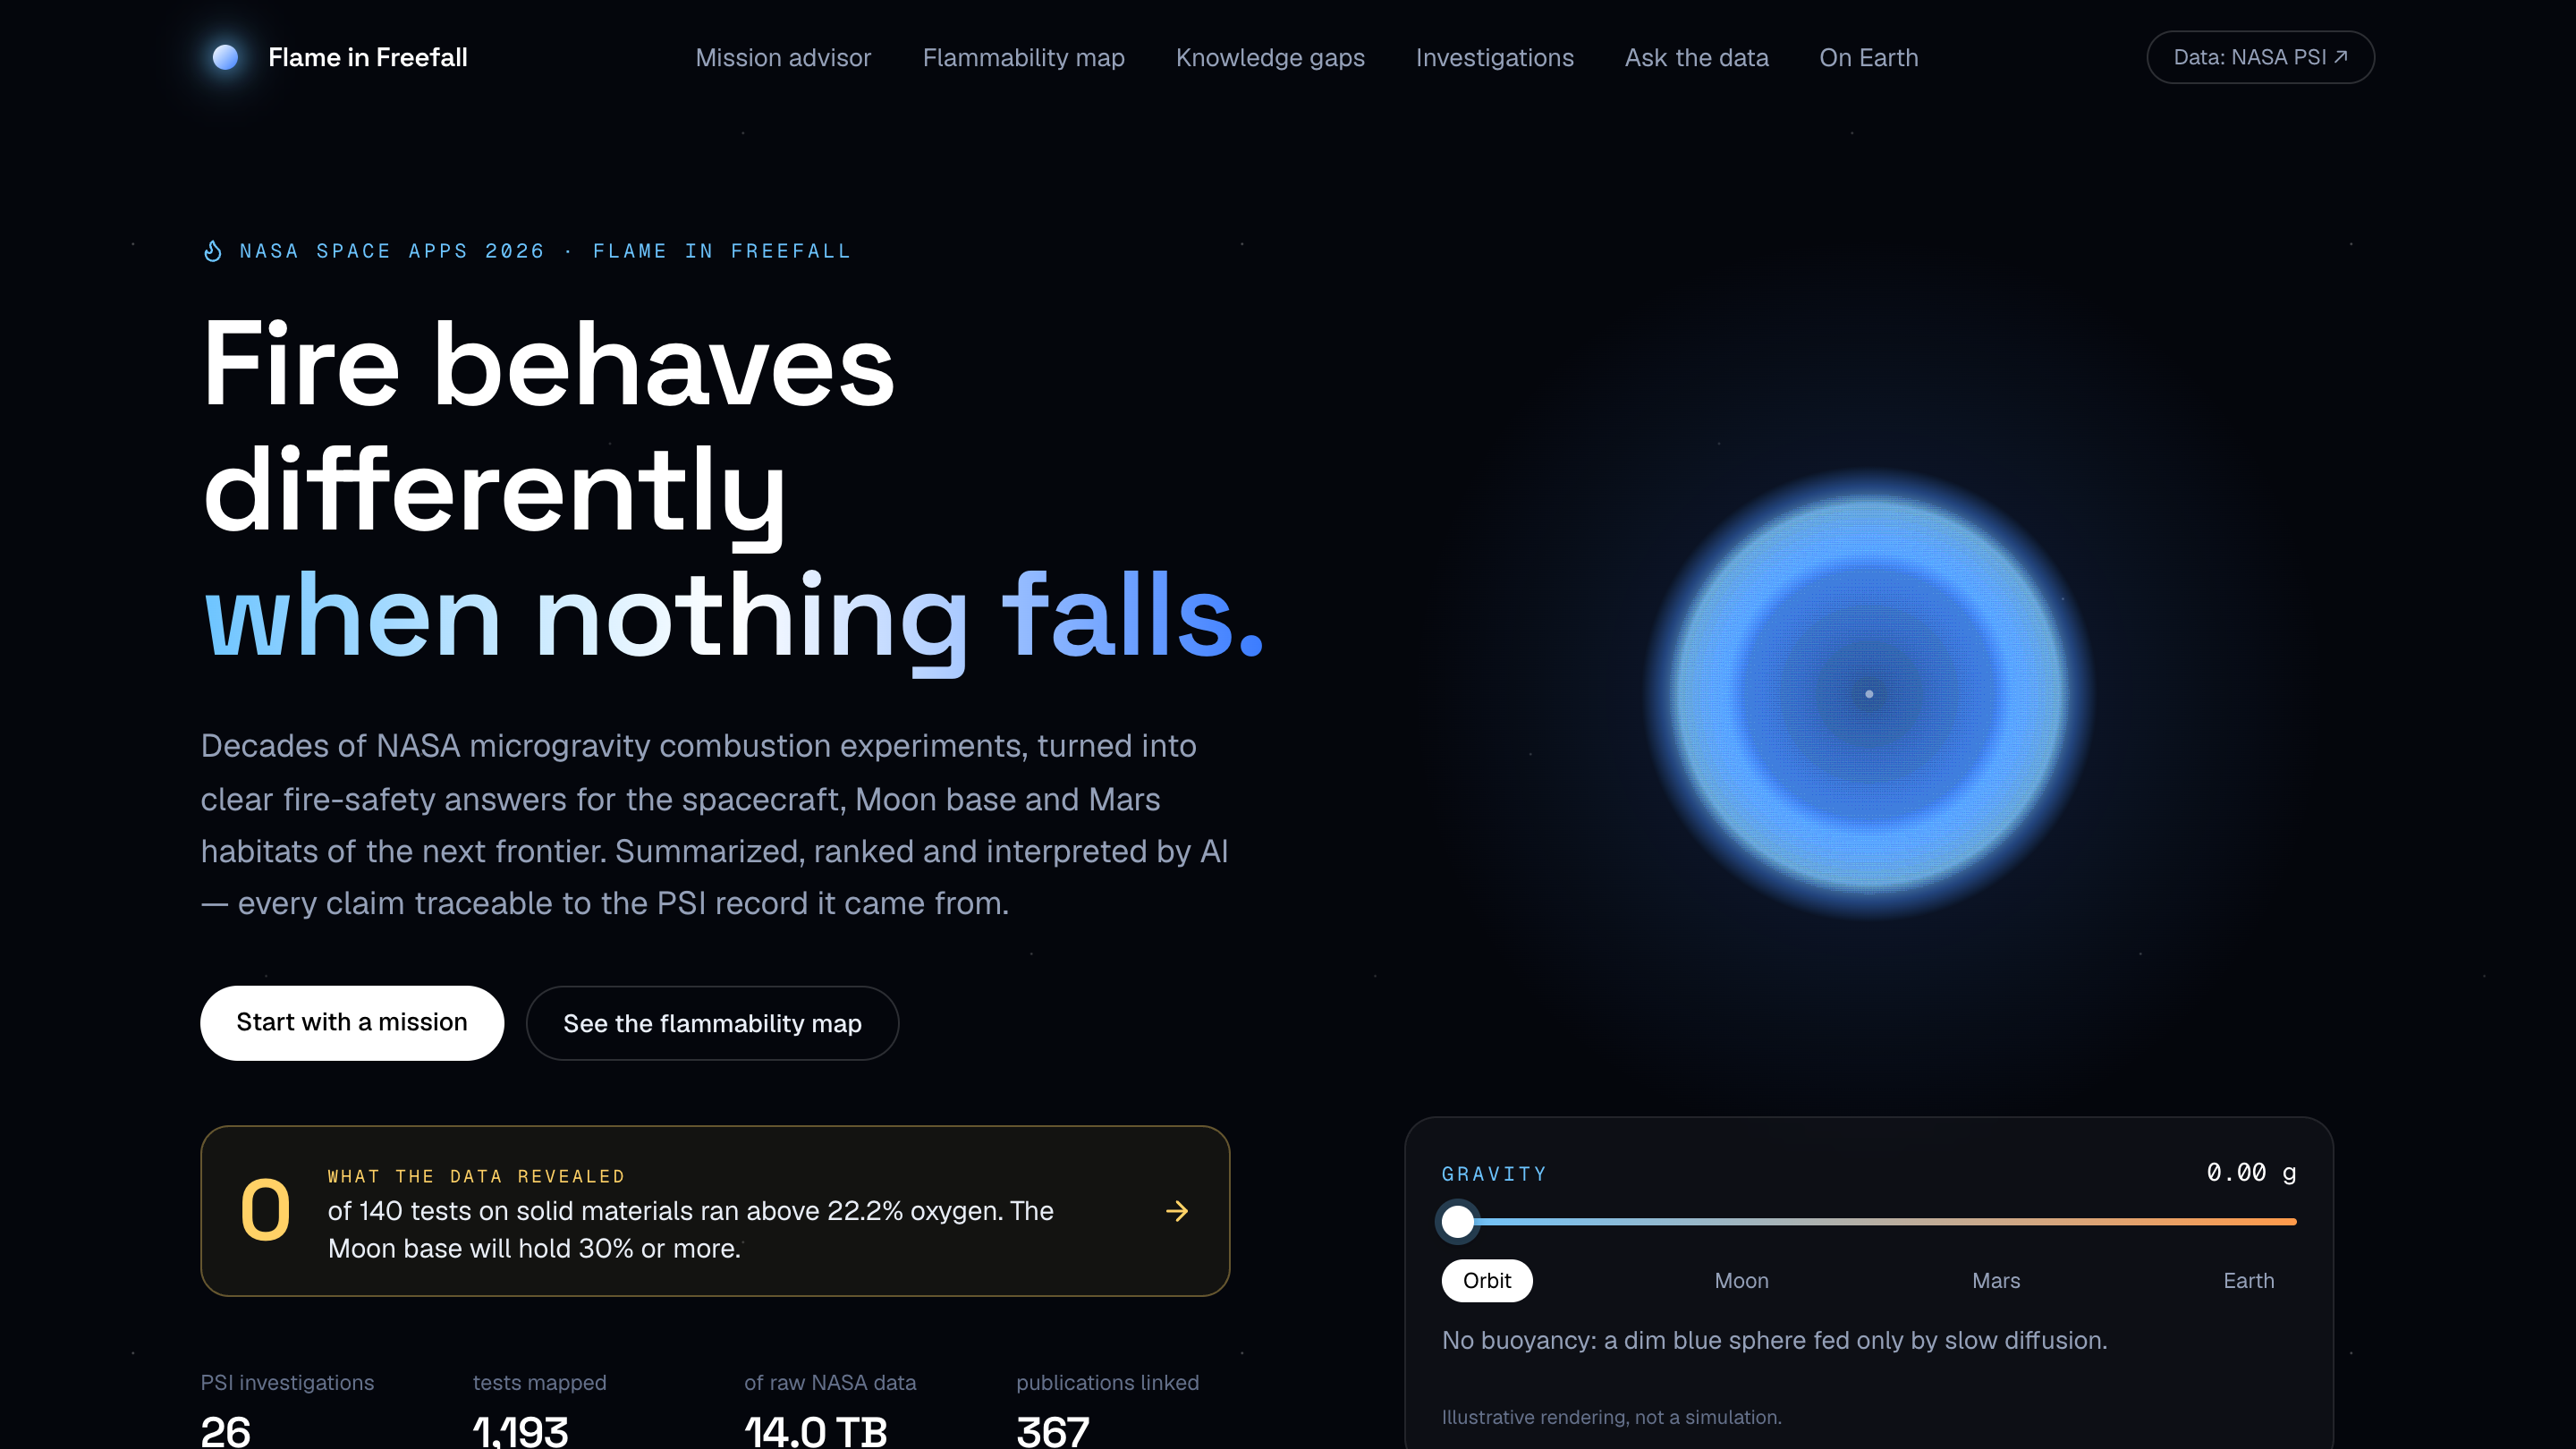 Flame in Freefall
Mission advisor
Flammability map
Knowledge gaps
Investigations
Ask the data
On Earth
Data: NASA PSI ↗
NASA SPACE APPS 2026 · FLAME IN FREEFALL
Fire behaves
differently
when nothing falls.
Decades of NASA microgravity combustion experiments, turned into
clear fire-safety answers for the spacecraft, Moon base and Mars
habitats of the next frontier. Summarized, ranked and interpreted by AI
— every claim traceable to the PSI record it came from.
Start with a mission
See the flammability map
0
WHAT THE DATA REVEALED
of 140 tests on solid materials ran above 22.2% oxygen. The
Moon base will hold 30% or more.
→
PSI investigations
26
tests mapped
1,193
of raw NASA data
14.0 TB
publications linked
367
GRAVITY
0.00 g
Orbit
Moon
Mars
Earth
No buoyancy: a dim blue sphere fed only by slow diffusion.
Illustrative rendering, not a simulation.